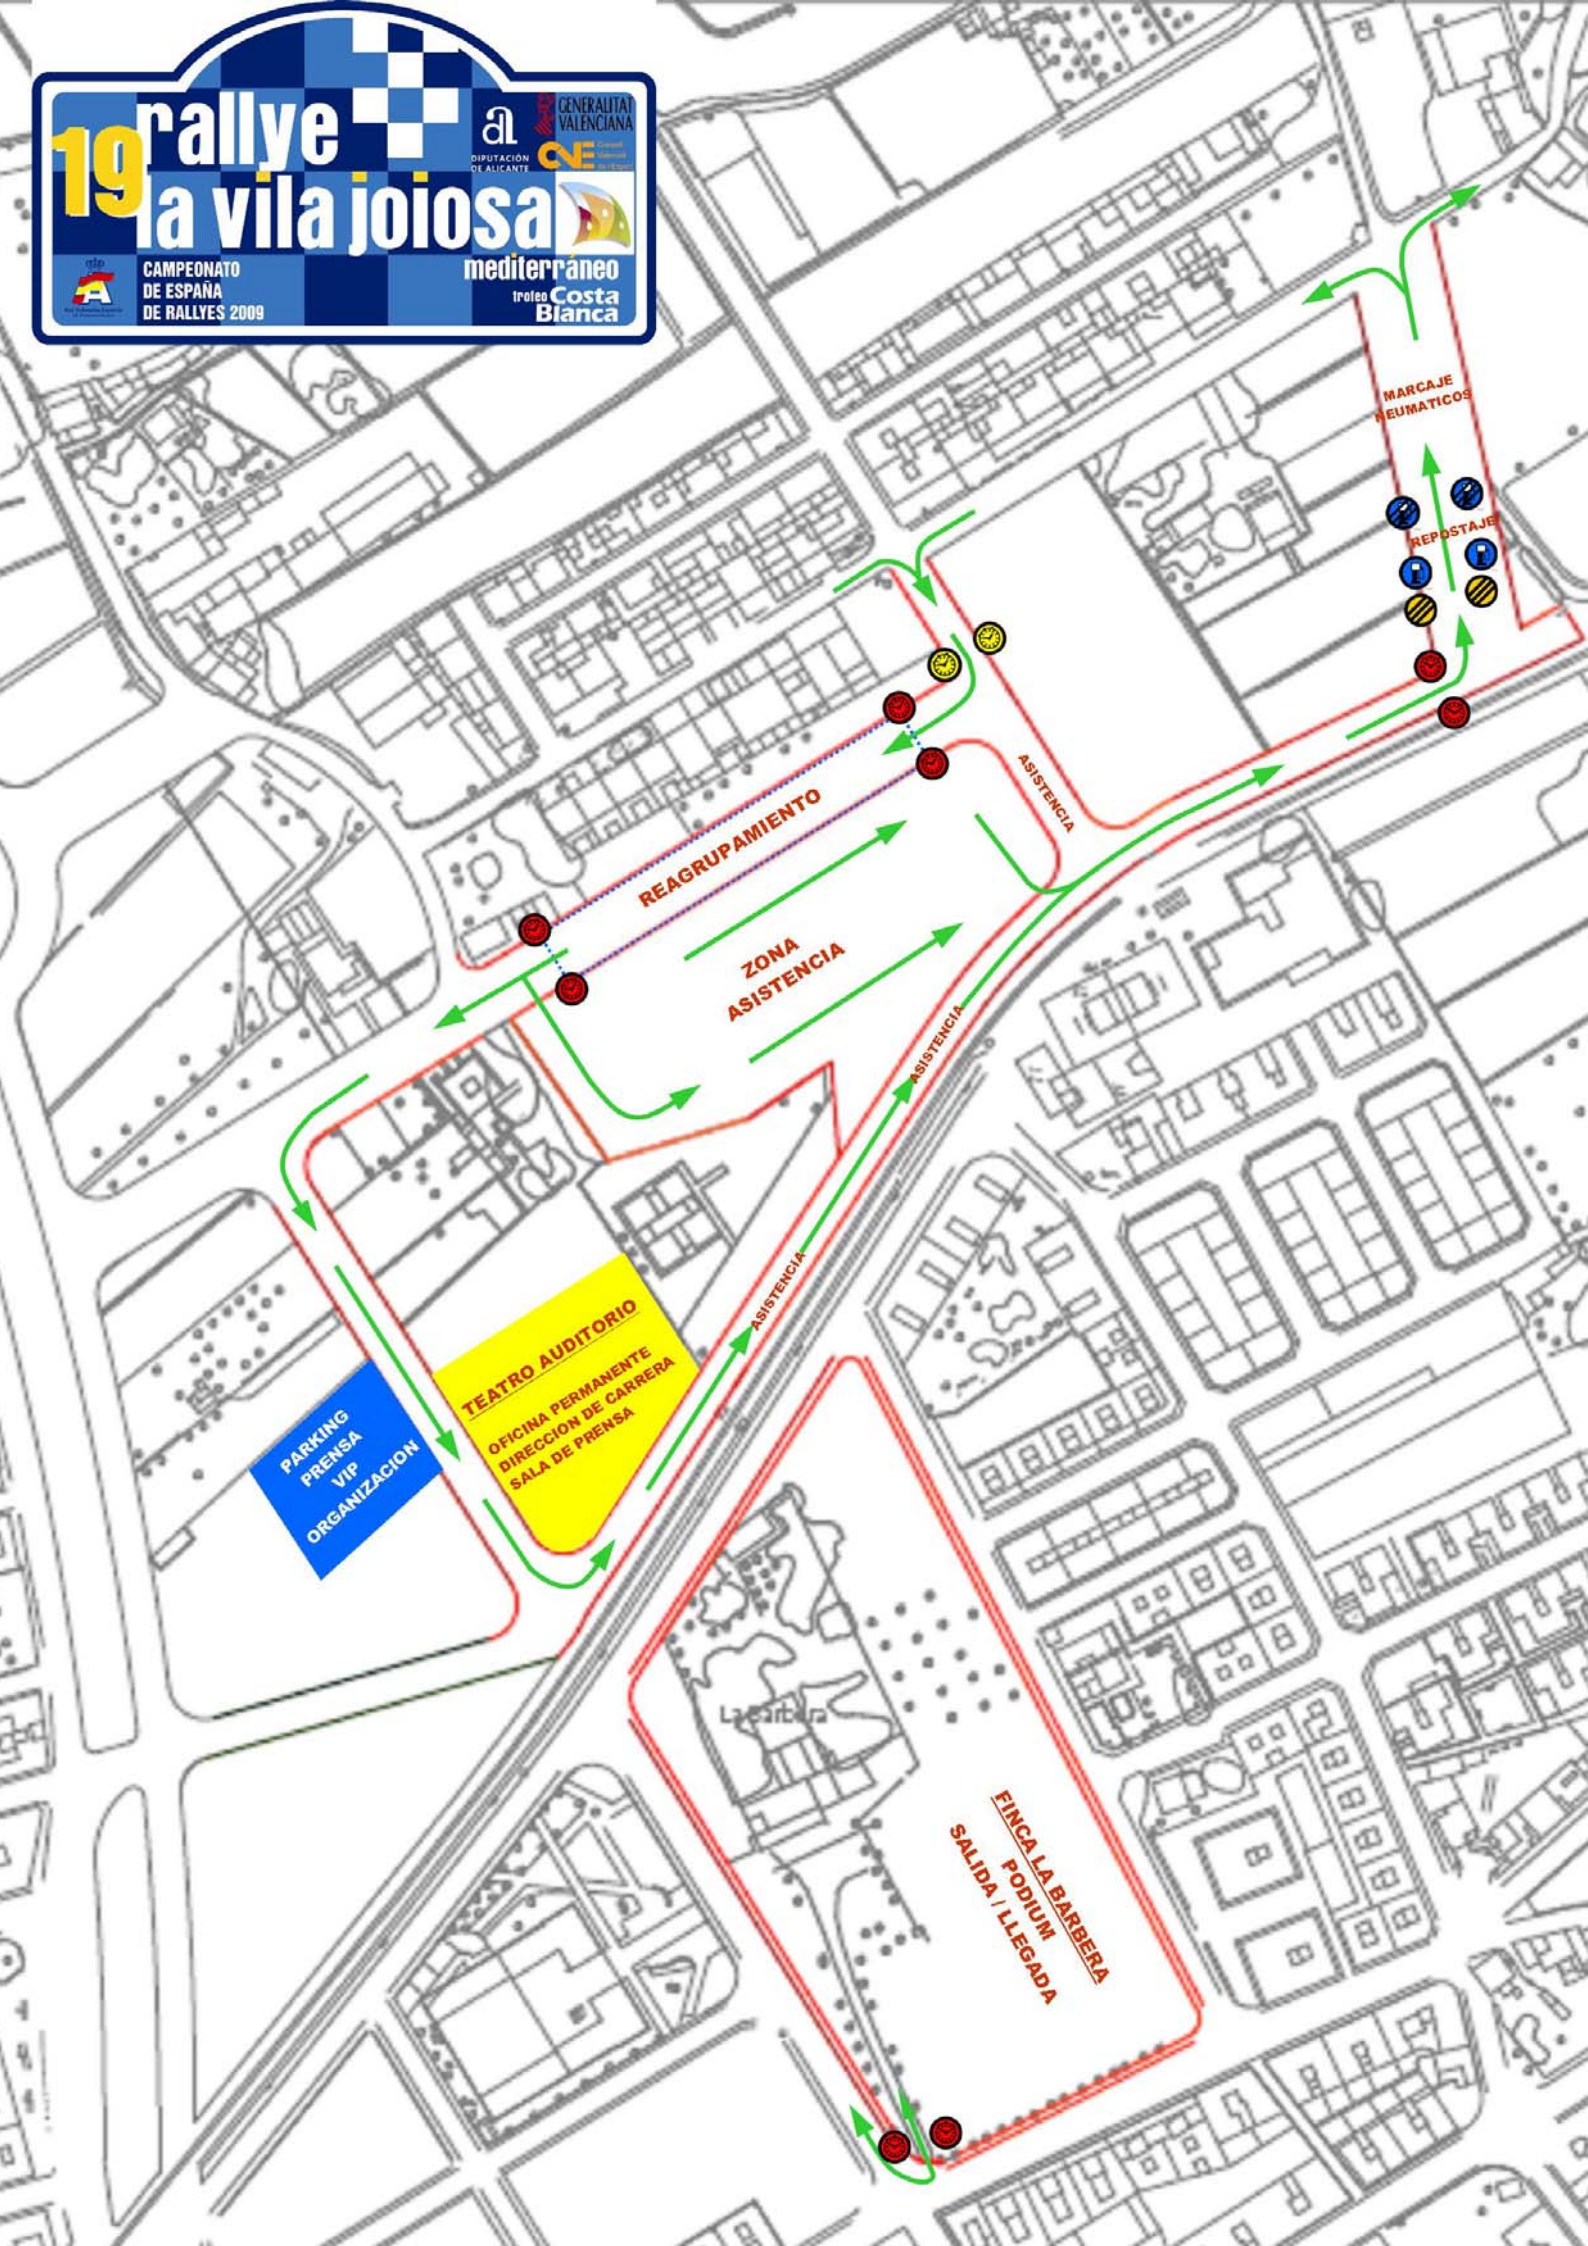 19
rallye
la vila joiosa
DIPUTACIÓN
DE ALICANTE
GENERALITAT
VALENCIANA
CAMPEONATO
DE ESPAÑA
DE RALLYES 2009
mediterráneo
trofeo Costa
Blanca
MARCAJE
NEUMATICOS
REPOSTAJE
ASISTENCIA
REAGRUPAMIENTO
ZONA
ASISTENCIA
ASISTENCIA
ASISTENCIA
TEATRO AUDITORIO
OFICINA PERMANENTE
DIRECCION DE CARRERA
SALA DE PRENSA
PARKING
PRENSA
VIP
ORGANIZACION
La Barbera
FINCA LA BARBERA
PODIUM
SALIDA / LLEGADA